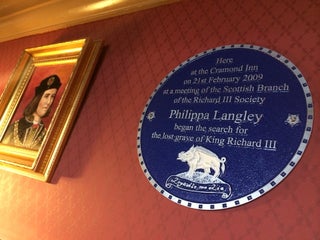 Here
at the Cramond Inn
on 21st February 2009
at a meeting of the Scottish Branch
of the Richard III Society
Philippa Langley
began the search for
the lost grave of King Richard III